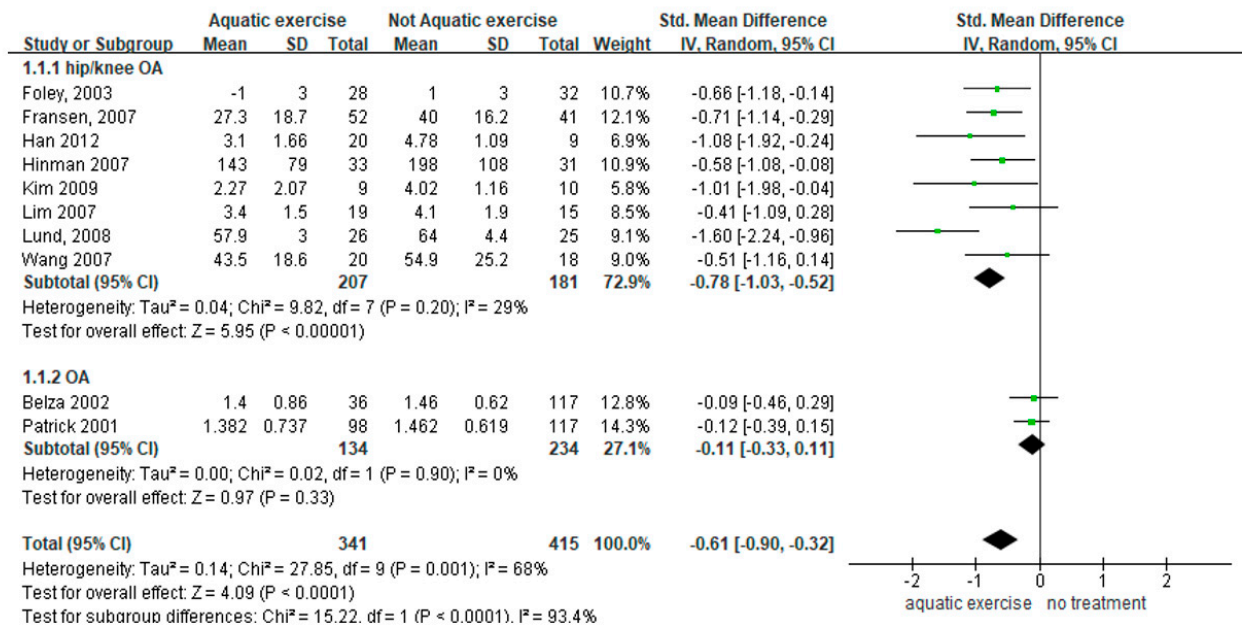 Aquatic exercise Not Aquatic exercise Std. Mean Difference Std. Mean Difference
Study or Subgroup Mean SD Total Mean SD Total Weight IV, Random, 95% CI IV, Random, 95% CI
1.1.1 hip/knee OA
Foley, 2003 -1 3 28 1 3 32 10.7% -0.66 [-1.18, -0.14]
Fransen, 2007 27.3 18.7 52 40 16.2 41 12.1% -0.71 [-1.14, -0.29]
Han 2012 3.1 1.66 20 4.78 1.09 9 6.9% -1.08 [-1.92, -0.24]
Hinman 2007 143 79 33 198 108 31 10.9% -0.58 [-1.08, -0.08]
Kim 2009 2.27 2.07 9 4.02 1.16 10 5.8% -1.01 [-1.98, -0.04]
Lim 2007 3.4 1.5 19 4.1 1.9 15 8.5% -0.41 [-1.09, 0.28]
Lund, 2008 57.9 3 26 64 4.4 25 9.1% -1.60 [-2.24, -0.96]
Wang 2007 43.5 18.6 20 54.9 25.2 18 9.0% -0.51 [-1.16, 0.14]
Subtotal (95% CI) 207 181 72.9% -0.78 [-1.03, -0.52]
Heterogeneity: Tau² = 0.04; Chi² = 9.82, df = 7 (P = 0.20); I² = 29%
Test for overall effect: Z = 5.95 (P < 0.00001)
1.1.2 OA
Belza 2002 1.4 0.86 36 1.46 0.62 117 12.8% -0.09 [-0.46, 0.29]
Patrick 2001 1.382 0.737 98 1.462 0.619 117 14.3% -0.12 [-0.39, 0.15]
Subtotal (95% CI) 134 234 27.1% -0.11 [-0.33, 0.11]
Heterogeneity: Tau² = 0.00; Chi² = 0.02, df = 1 (P = 0.90); I² = 0%
Test for overall effect: Z = 0.97 (P = 0.33)
Total (95% CI) 341 415 100.0% -0.61 [-0.90, -0.32]
Heterogeneity: Tau² = 0.14; Chi² = 27.85, df = 9 (P = 0.001); I² = 68%
Test for overall effect: Z = 4.09 (P < 0.0001)
Test for subgroup differences: Chi² = 15.22, df = 1 (P < 0.0001), I² = 93.4%
-2 -1 0 1 2
aquatic exercise no treatment